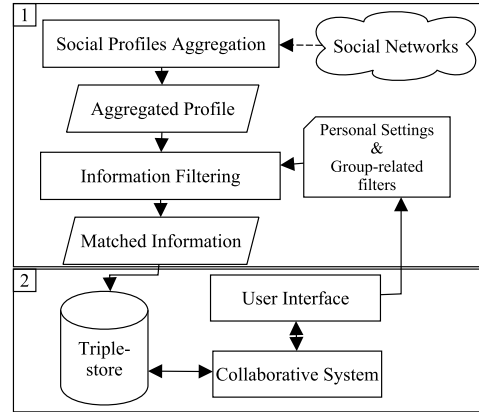 1
Social Profiles Aggregation
Social Networks
Aggregated Profile
Personal Settings
&
Group-related
filters
Information Filtering
Matched Information
2
User Interface
Triple-
store
Collaborative System